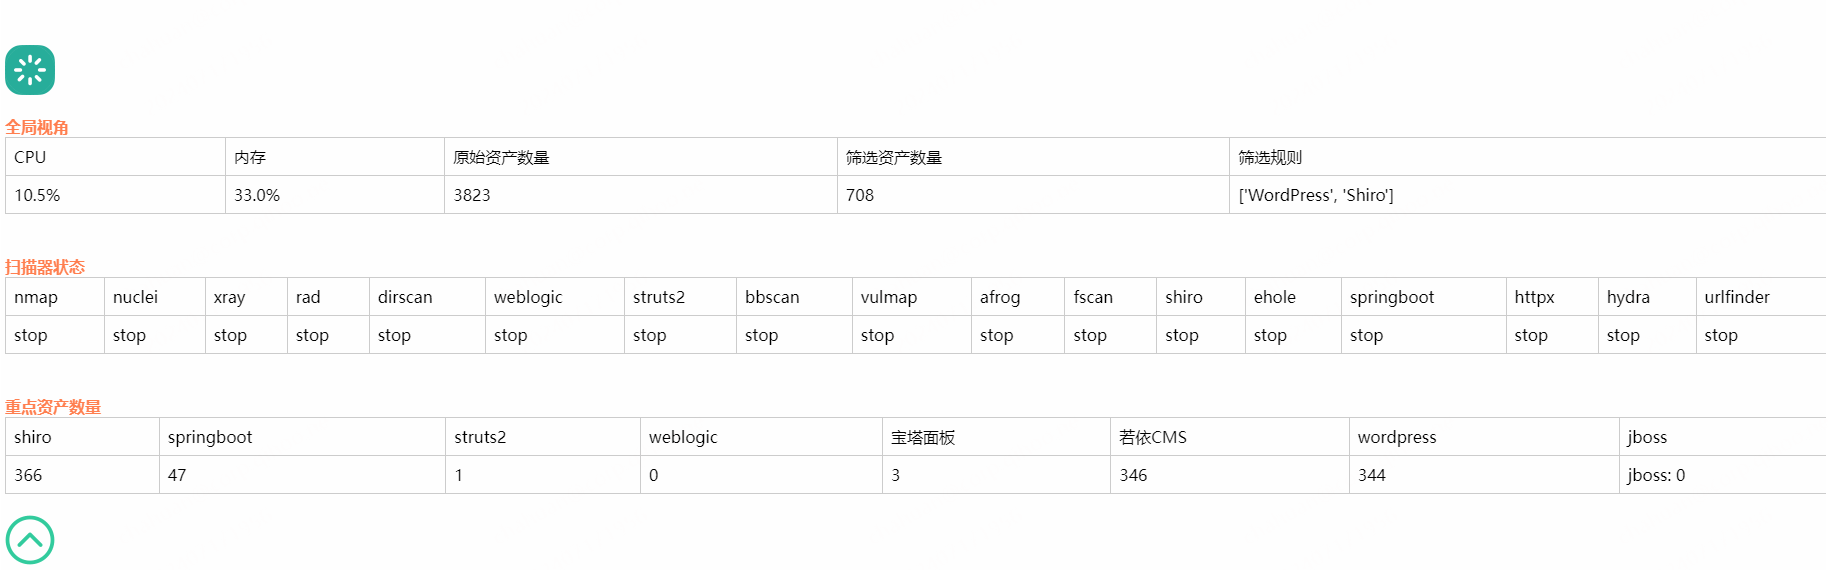 全局视角
CPU 内存 原始资产数量 筛选资产数量 筛选规则
10.5% 33.0% 3823 708 ['WordPress', 'Shiro']
扫描器状态
nmap nuclei xray rad dirscan weblogic struts2 bbscan vulmap afrog fscan shiro ehole springboot httpx hydra urlfinder
stop stop stop stop stop stop stop stop stop stop stop stop stop stop stop stop stop
重点资产数量
shiro springboot struts2 weblogic 宝塔面板 若依CMS wordpress jboss
366 47 1 0 3 346 344 jboss: 0